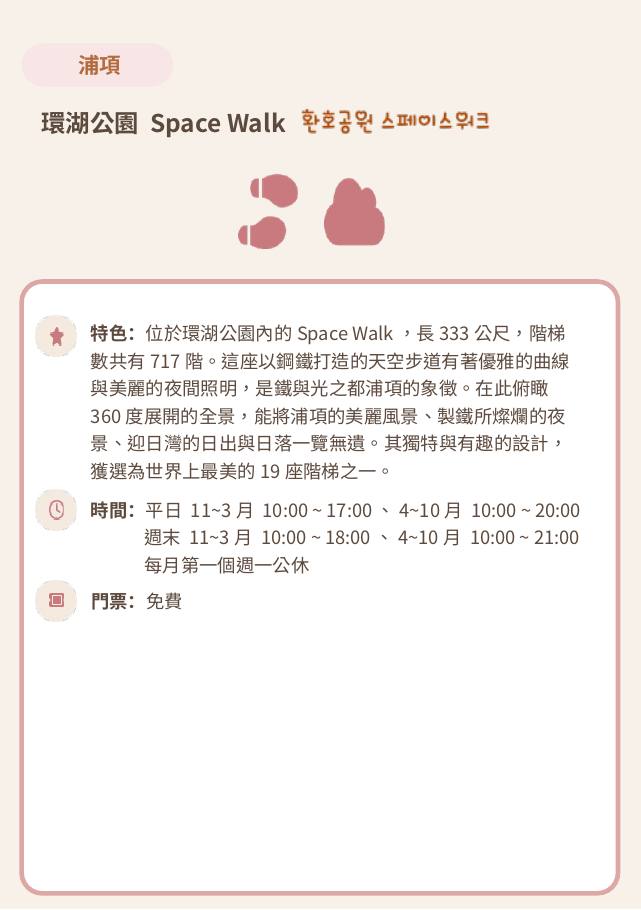 浦項
環湖公園 Space Walk 환호공원 스페이스워크
特色：位於環湖公園內的 Space Walk ，長 333 公尺，階梯
數共有 717 階。這座以鋼鐵打造的天空步道有著優雅的曲線
與美麗的夜間照明，是鐵與光之都浦項的象徵。在此俯瞰
360 度展開的全景，能將浦項的美麗風景、製鐵所燦爛的夜
景、迎日灣的日出與日落一覽無遺。其獨特與有趣的設計，
獲選為世界上最美的 19 座階梯之一。
時間：平日 11~3 月 10:00 ~ 17:00 、 4~10 月 10:00 ~ 20:00
週末 11~3 月 10:00 ~ 18:00 、 4~10 月 10:00 ~ 21:00
每月第一個週一公休
門票：免費